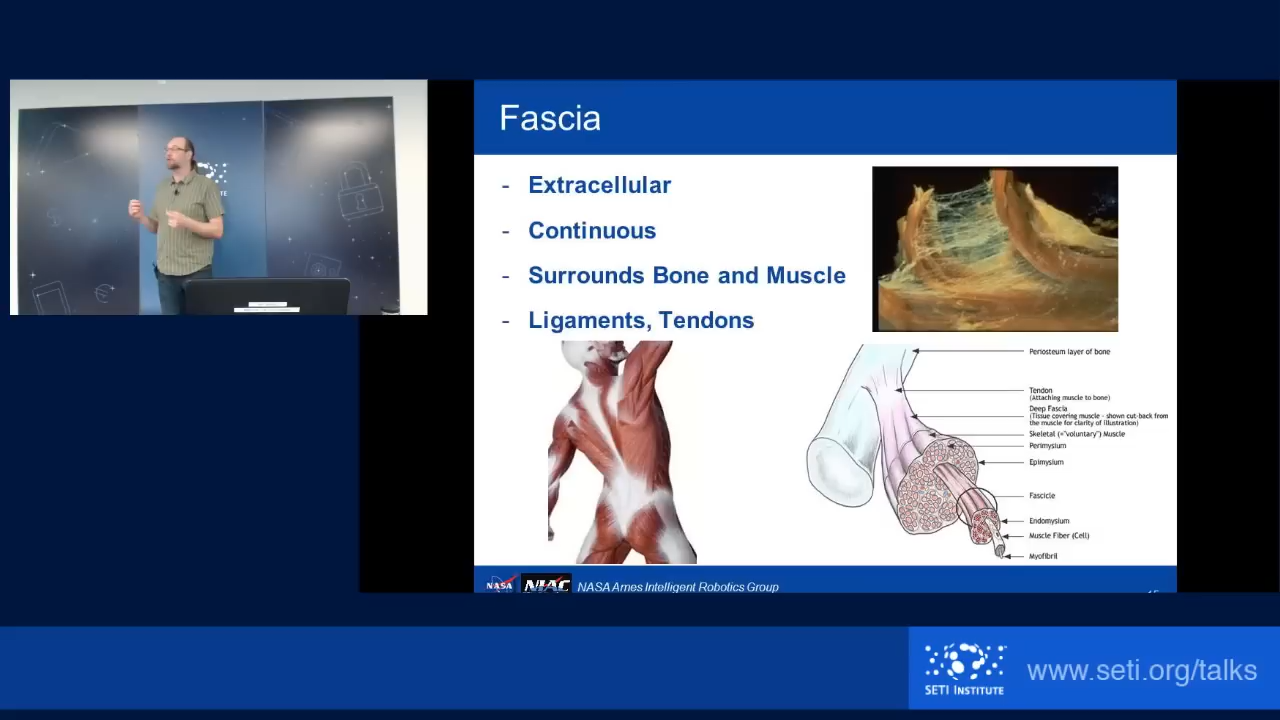 Fascia
- Extracellular
- Continuous
- Surrounds Bone and Muscle
- Ligaments, Tendons
Periosteum layer of bone
Tendon
(Attaching muscle to bone)
Deep Fascia
(Tissue covering muscle - shown cut-back from
the muscle for clarity of illustration)
Skeletal (="voluntary") Muscle
Perimysium
Epimysium
Fascicle
Endomysium
Muscle Fiber (Cell)
Myofibril
NASA NIAC NASA Ames Intelligent Robotics Group
SETI INSTITUTE
www.seti.org/talks